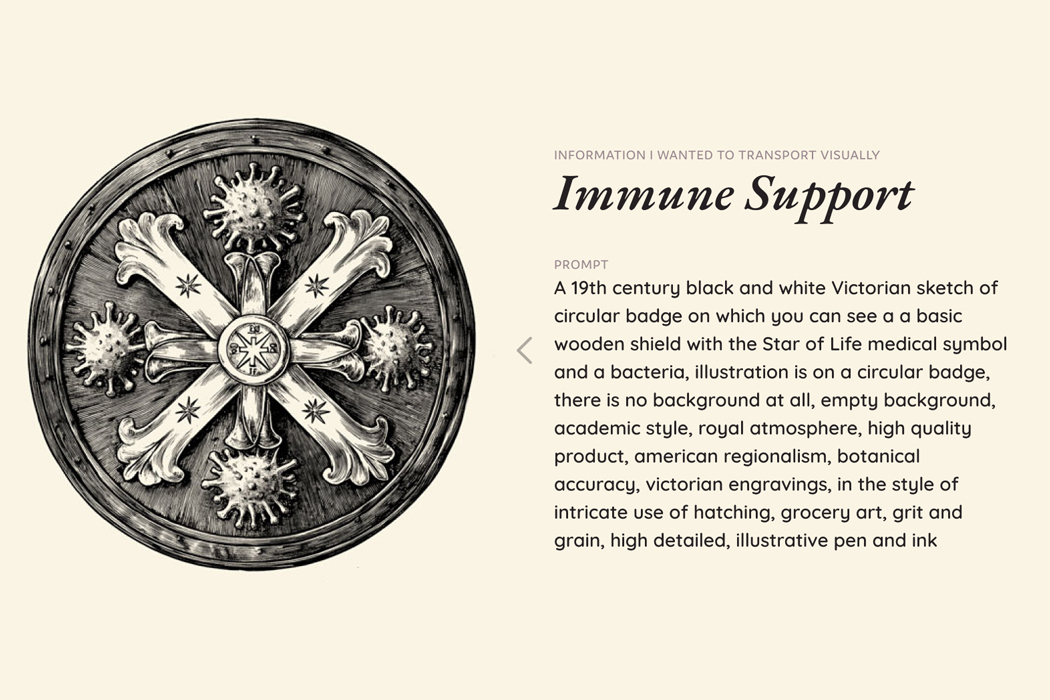 INFORMATION I WANTED TO TRANSPORT VISUALLY
Immune Support
PROMPT
A 19th century black and white Victorian sketch of
circular badge on which you can see a a basic
wooden shield with the Star of Life medical symbol
and a bacteria, illustration is on a circular badge,
there is no background at all, empty background,
academic style, royal atmosphere, high quality
product, american regionalism, botanical
accuracy, victorian engravings, in the style of
intricate use of hatching, grocery art, grit and
grain, high detailed, illustrative pen and ink